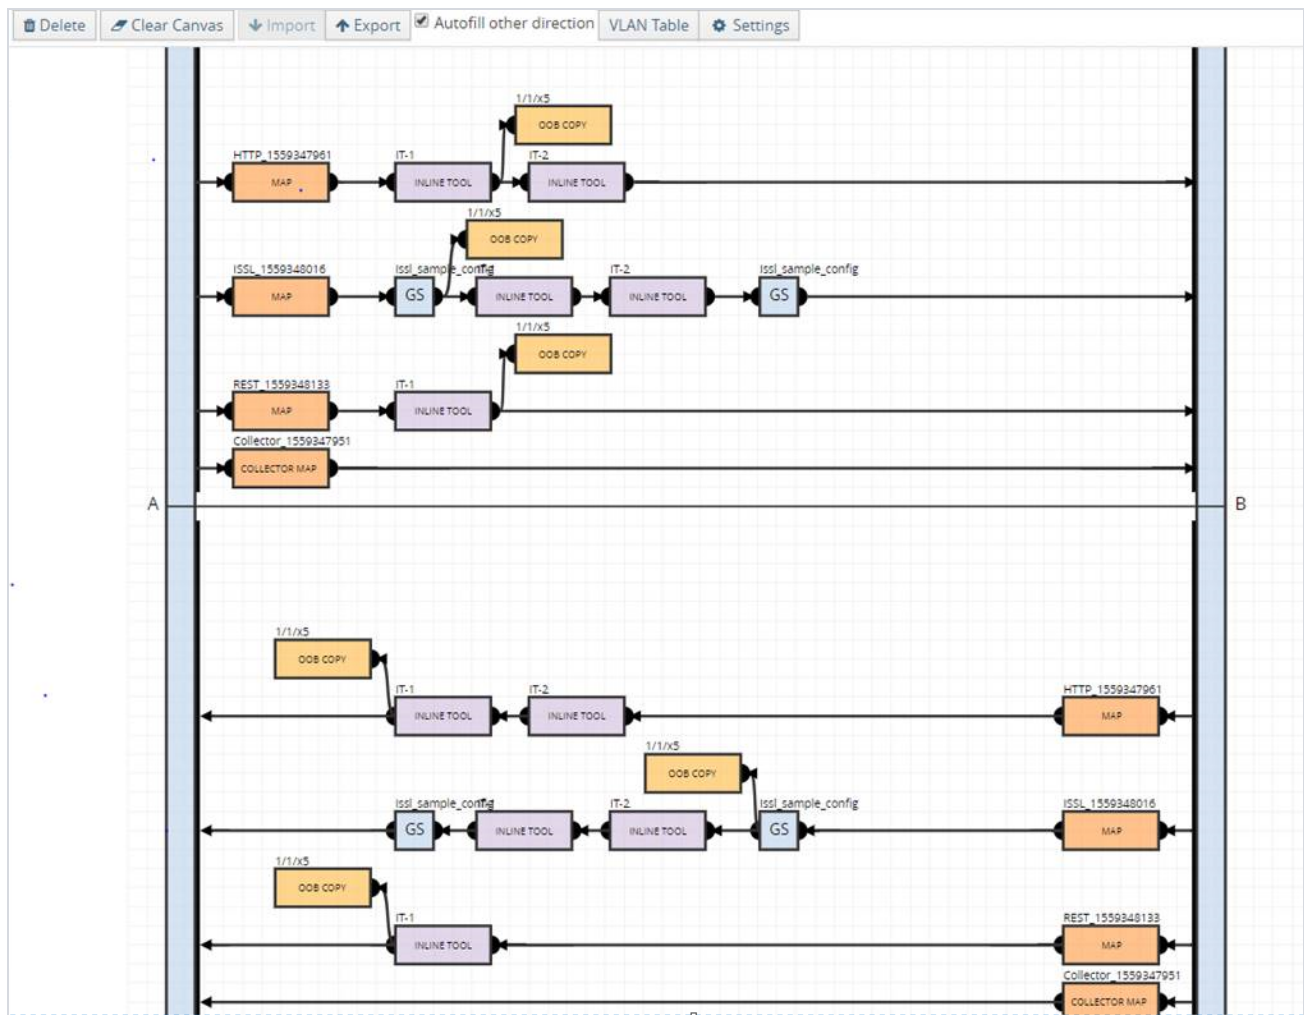 Delete Clear Canvas Import Export Autofill other direction VLAN Table Settings
1/1/x5
OOB COPY
HTTP_1559347961 IT-1 IT-2
MAP INLINE TOOL INLINE TOOL
1/1/x5
OOB COPY
ISSL_1559348016 Issl_sample_config IT-2 Issl_sample_config
MAP GS INLINE TOOL INLINE TOOL GS
1/1/x5
OOB COPY
REST_1559348133 IT-1
MAP INLINE TOOL
Collector_1559347951
COLLECTOR MAP
A B
1/1/x5
OOB COPY
IT-1 IT-2 HTTP_1559347961
INLINE TOOL INLINE TOOL MAP
1/1/x5
OOB COPY
Issl_sample_config IT-2 Issl_sample_config ISSL_1559348016
GS INLINE TOOL INLINE TOOL GS MAP
1/1/x5
OOB COPY
IT-1 REST_1559348133
INLINE TOOL MAP
Collector_1559347951
COLLECTOR MAP